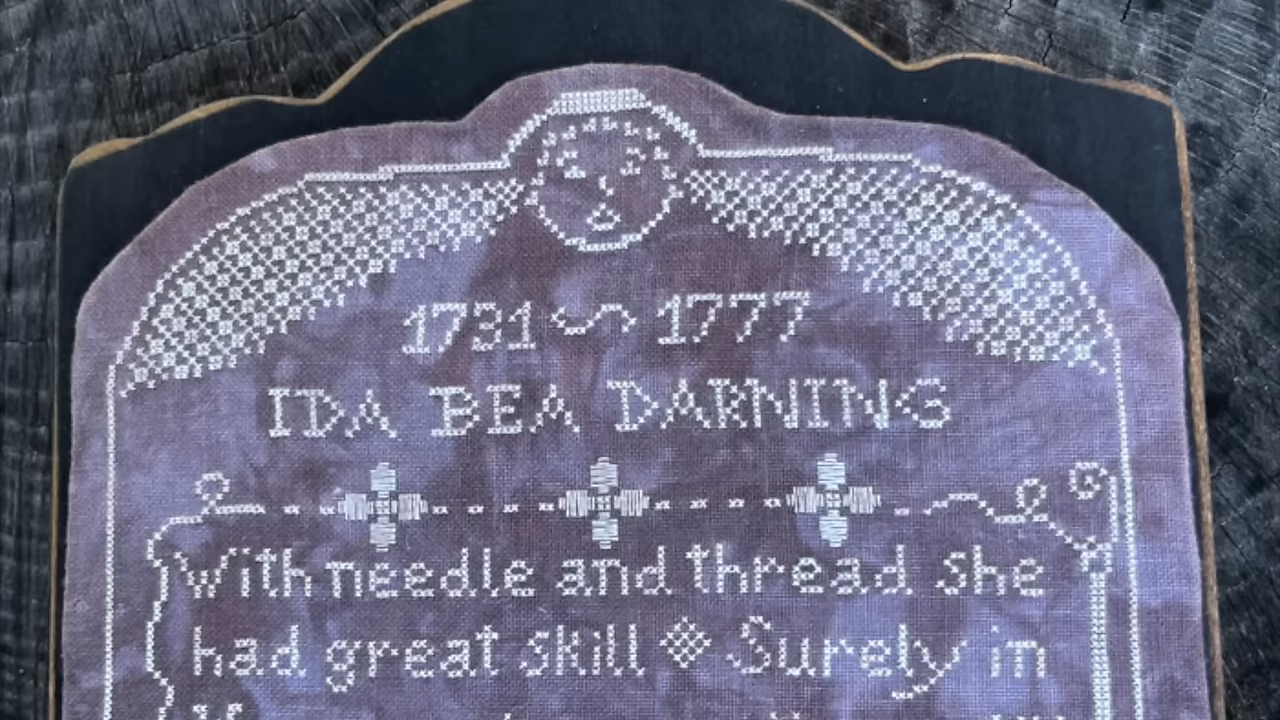 1731 ~ 1777
IDA BEA DARNING
With needle and thread she
had great skill Surely in